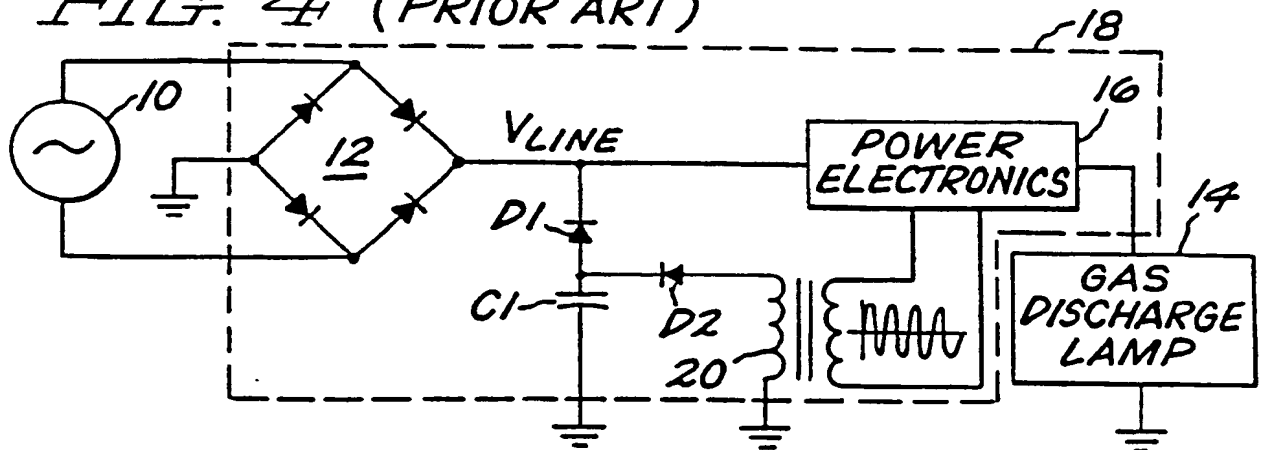 FIG. 4 (PRIOR ART)
18
10
16
12
VLINE
POWER
ELECTRONICS
14
D1
C1
D2
20
GAS
DISCHARGE
LAMP